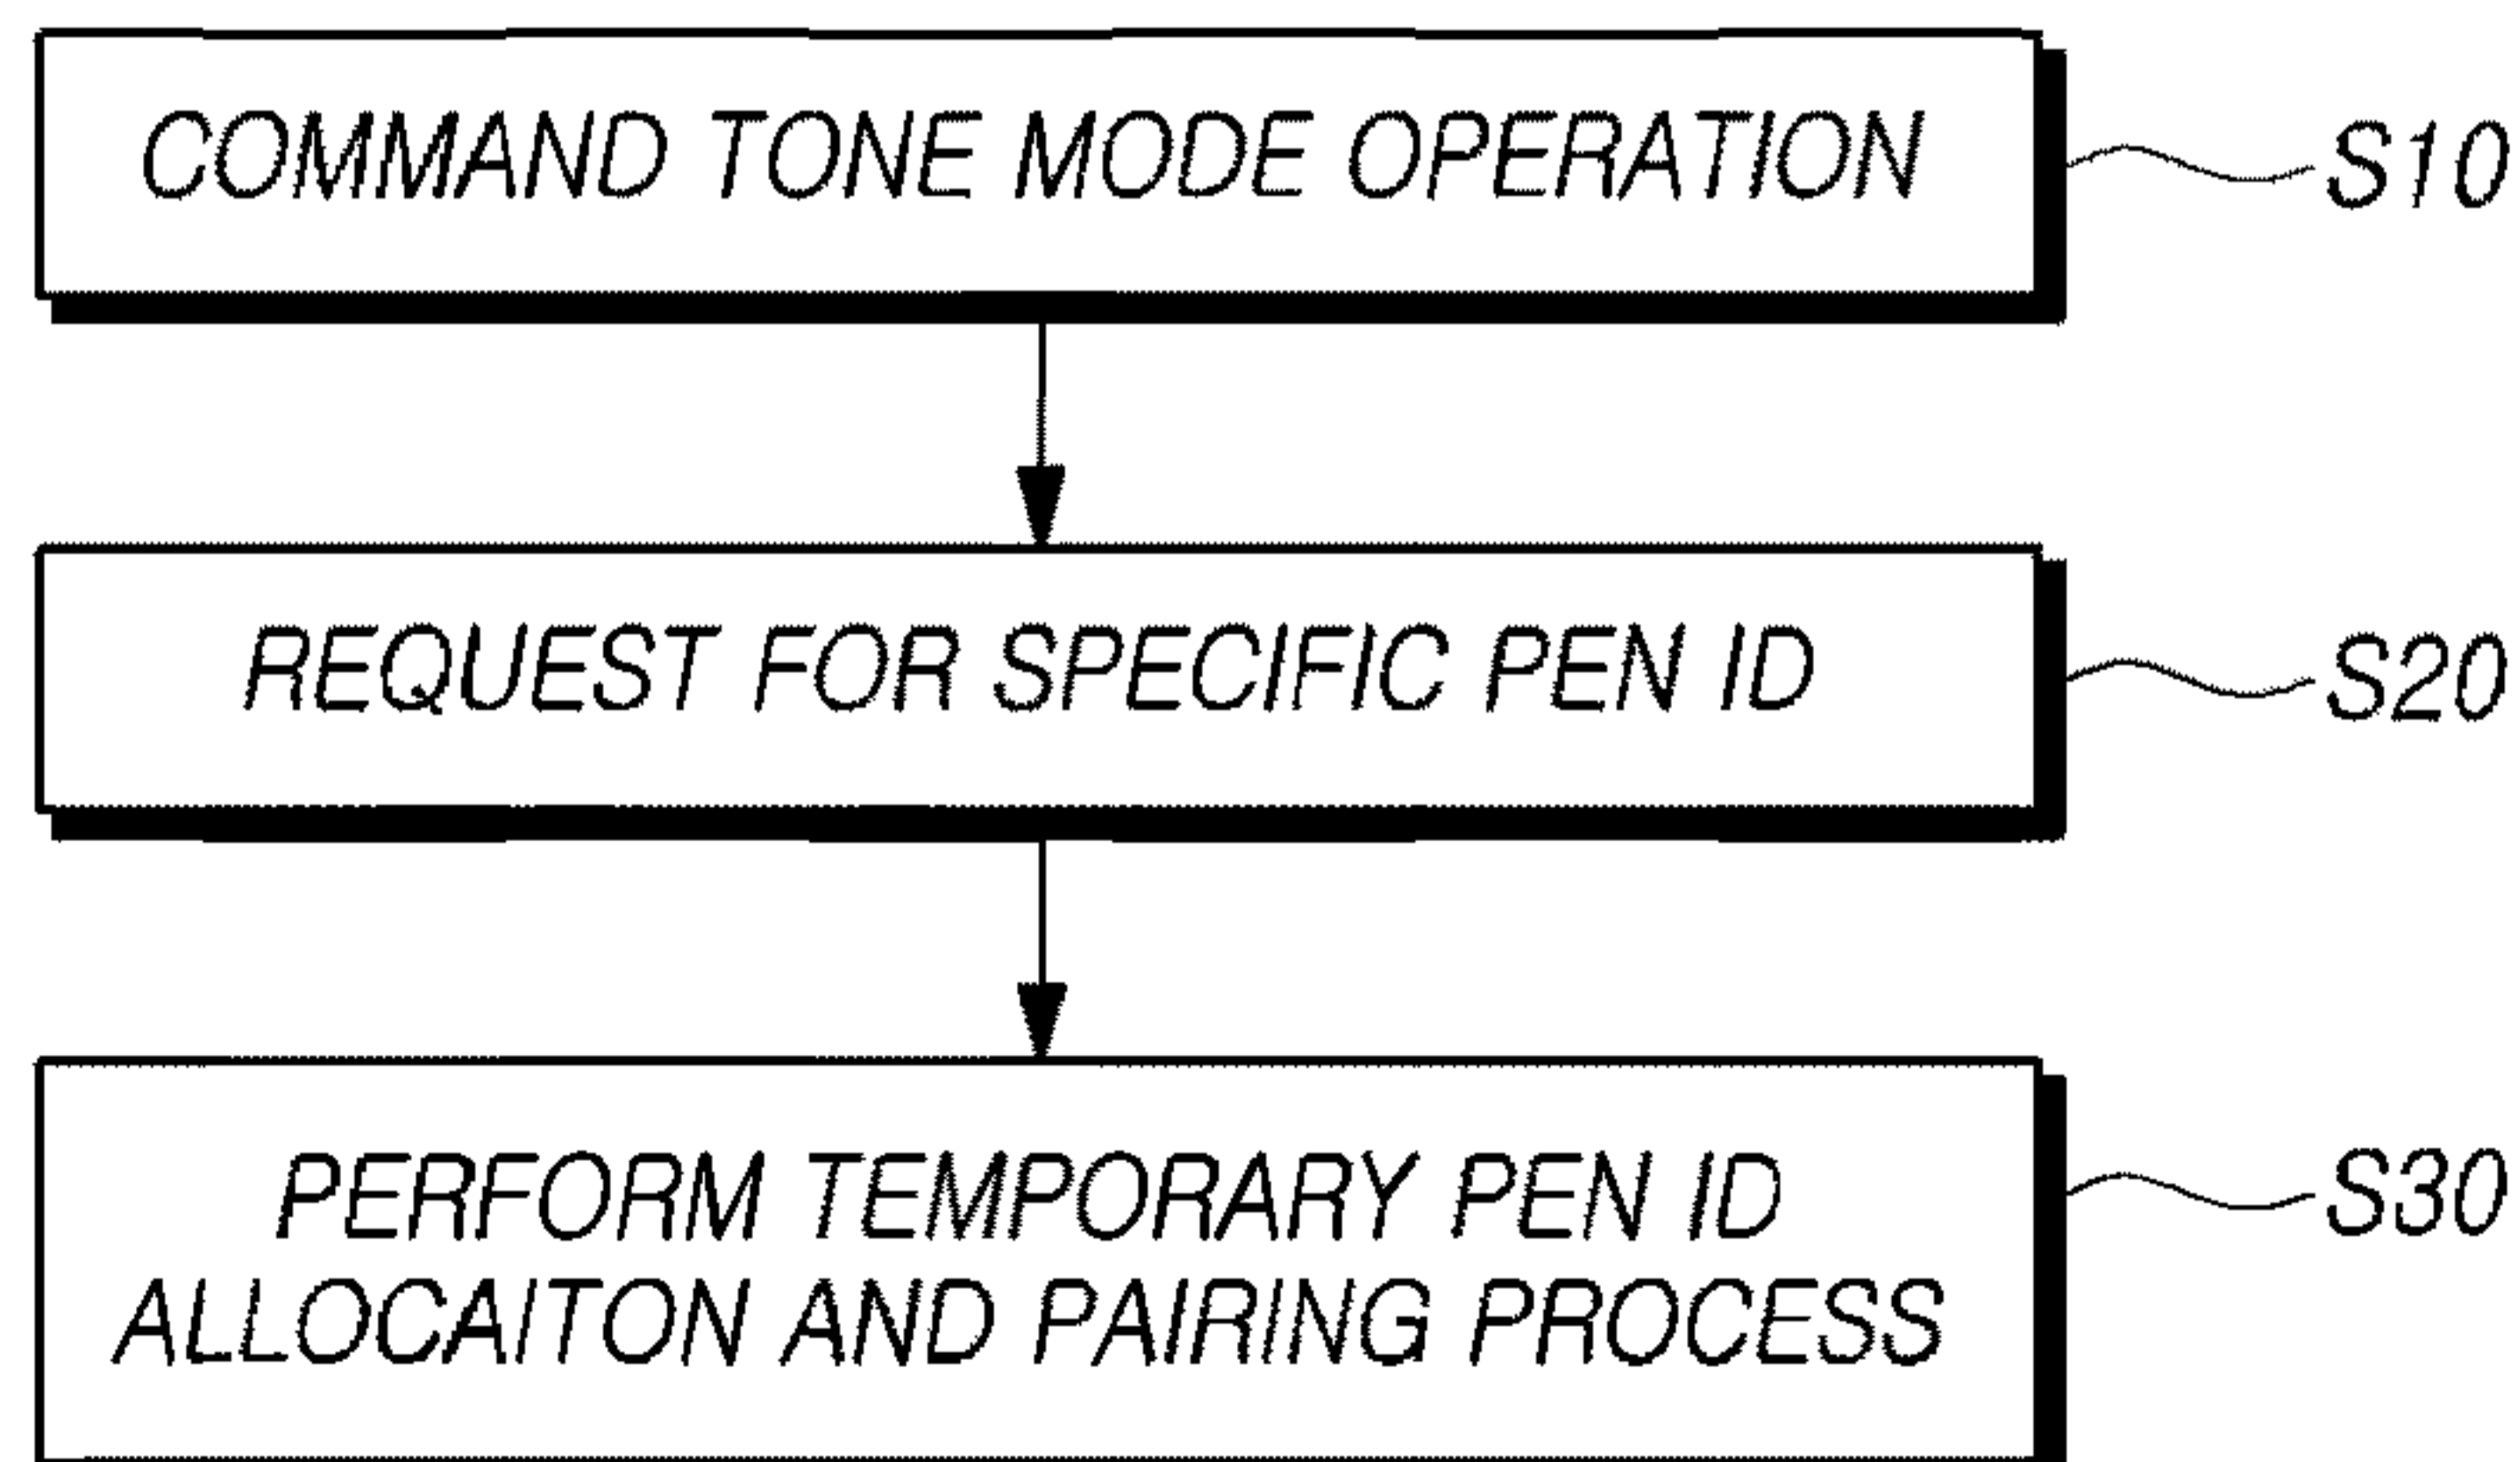 COMMAND TONE MODE OPERATION
S10
REQUEST FOR SPECIFIC PEN ID
S20
PERFORM TEMPORARY PEN ID
ALLOCAITON AND PAIRING PROCESS
S30